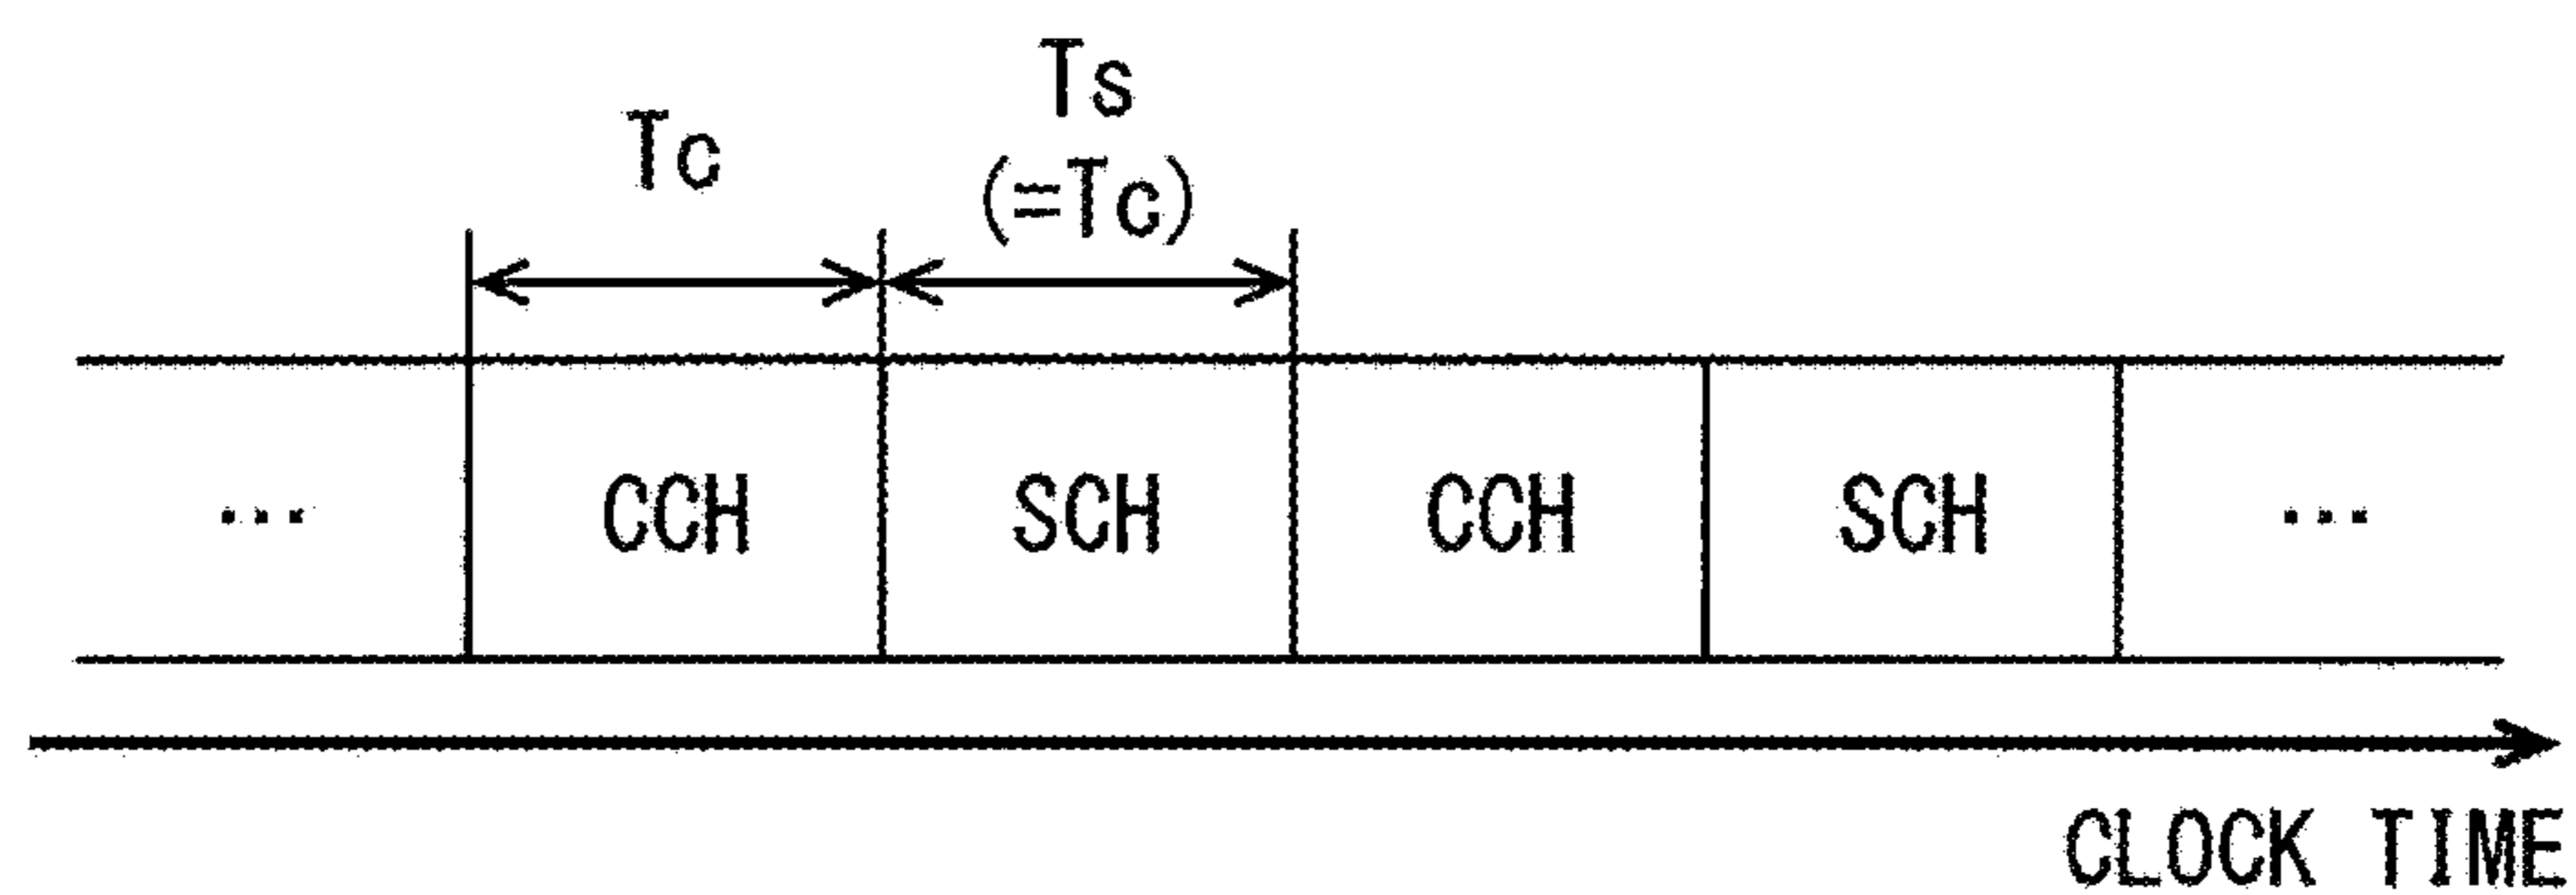 Tc
Ts
(=Tc)
... CCH SCH CCH SCH ...
CLOCK TIME